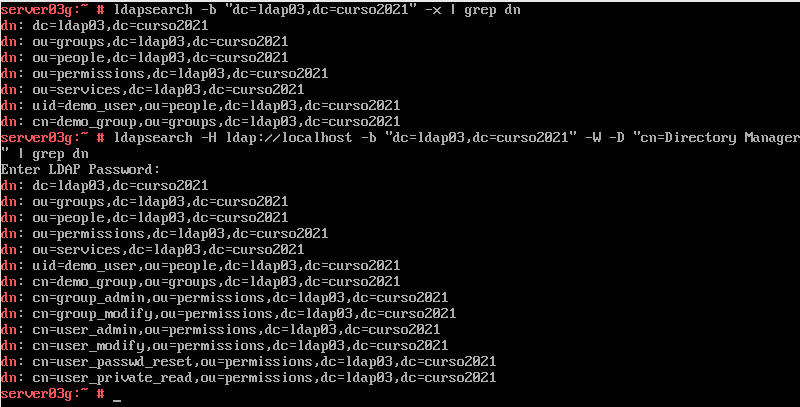 server03g:~ # ldapsearch -b "dc=ldap03,dc=curso2021" -x | grep dn
dn: dc=ldap03,dc=curso2021
dn: ou=groups,dc=ldap03,dc=curso2021
dn: ou=people,dc=ldap03,dc=curso2021
dn: ou=permissions,dc=ldap03,dc=curso2021
dn: ou=services,dc=ldap03,dc=curso2021
dn: uid=demo_user,ou=people,dc=ldap03,dc=curso2021
dn: cn=demo_group,ou=groups,dc=ldap03,dc=curso2021
server03g:~ # ldapsearch -H ldap://localhost -b "dc=ldap03,dc=curso2021" -W -D "cn=Directory Manager
" | grep dn
Enter LDAP Password:
dn: dc=ldap03,dc=curso2021
dn: ou=groups,dc=ldap03,dc=curso2021
dn: ou=people,dc=ldap03,dc=curso2021
dn: ou=permissions,dc=ldap03,dc=curso2021
dn: ou=services,dc=ldap03,dc=curso2021
dn: uid=demo_user,ou=people,dc=ldap03,dc=curso2021
dn: cn=demo_group,ou=groups,dc=ldap03,dc=curso2021
dn: cn=group_admin,ou=permissions,dc=ldap03,dc=curso2021
dn: cn=group_modify,ou=permissions,dc=ldap03,dc=curso2021
dn: cn=user_admin,ou=permissions,dc=ldap03,dc=curso2021
dn: cn=user_modify,ou=permissions,dc=ldap03,dc=curso2021
dn: cn=user_passwd_reset,ou=permissions,dc=ldap03,dc=curso2021
dn: cn=user_private_read,ou=permissions,dc=ldap03,dc=curso2021
server03g:~ # _